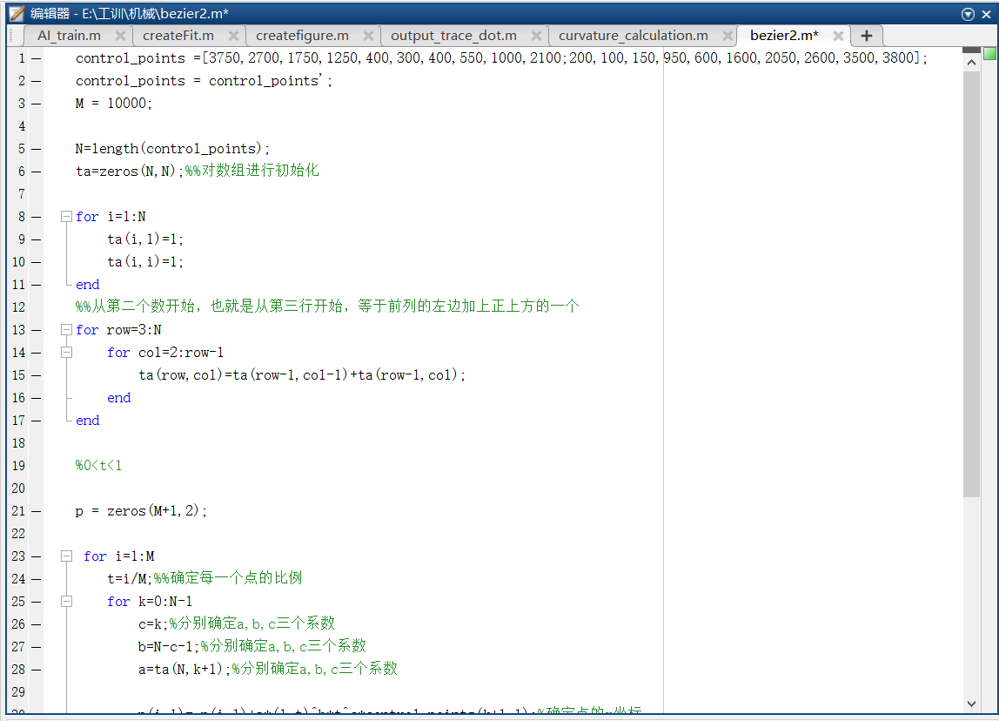 编辑器 - E:\工训\机械\bezier2.m*
AI_train.m createFit.m createfigure.m output_trace_dot.m curvature_calculation.m bezier2.m*
1 control_points =[3750,2700,1750,1250,400,300,400,550,1000,2100;200,100,150,950,600,1600,2050,2600,3500,3800];
2 control_points = control_points';
3 M = 10000;
4
5 N=length(control_points);
6 ta=zeros(N,N);%%对数组进行初始化
7
8 for i=1:N
9 ta(i,1)=1;
10 ta(i,i)=1;
11 end
12 %%从第二个数开始，也就是从第三行开始，等于前列的左边加上正上方的一个
13 for row=3:N
14 for col=2:row-1
15 ta(row,col)=ta(row-1,col-1)+ta(row-1,col);
16 end
17 end
18
19 %0<t<1
20
21 p = zeros(M+1,2);
22
23 for i=1:M
24 t=i/M;%%确定每一个点的比例
25 for k=0:N-1
26 c=k;%分别确定a,b,c三个系数
27 b=N-c-1;%分别确定a,b,c三个系数
28 a=ta(N,k+1);%分别确定a,b,c三个系数
29